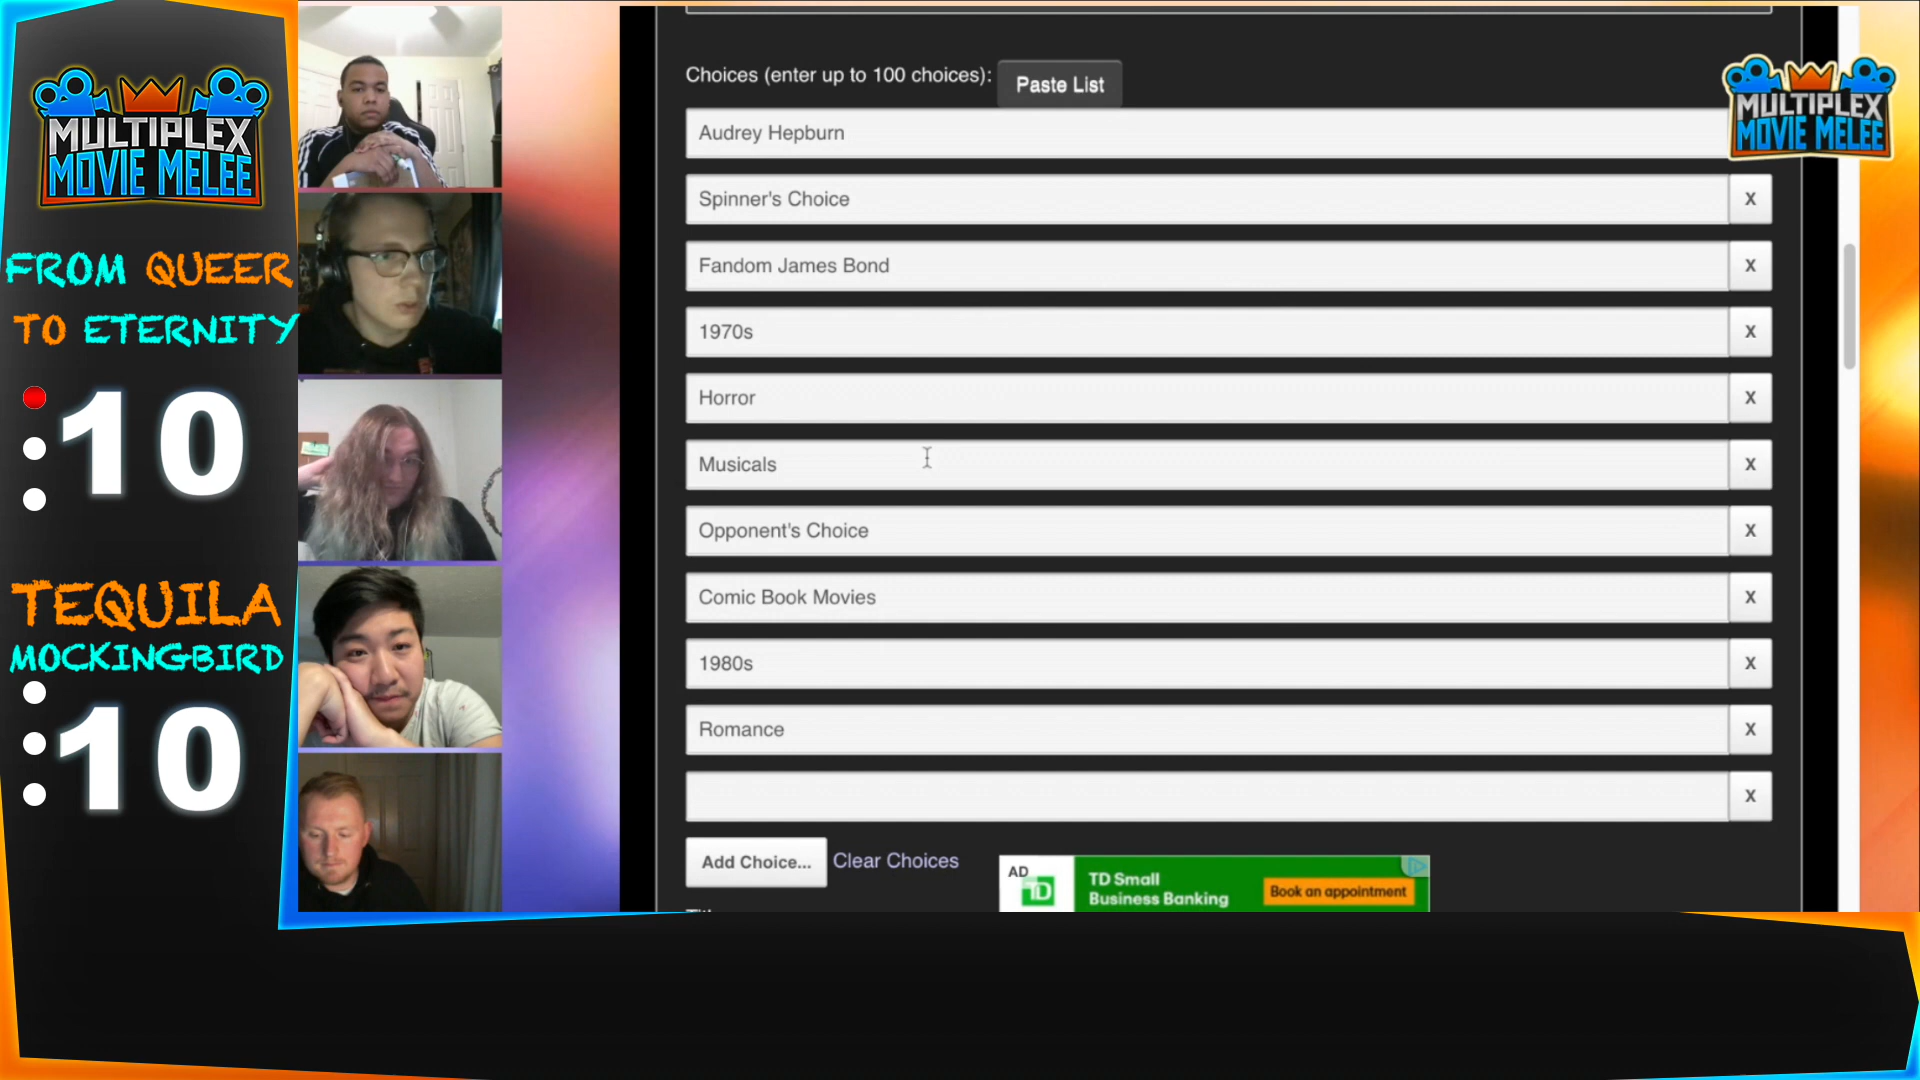 MULTIPLEX
MOVIE MELEE
FROM QUEER
TO ETERNITY
10
TEQUILA
MOCKINGBIRD
10
Choices (enter up to 100 choices):
Paste List
Audrey Hepburn
Spinner's Choice
X
Fandom James Bond
X
1970s
X
Horror
X
Musicals
X
Opponent's Choice
X
Comic Book Movies
X
1980s
X
Romance
X
X
Add Choice...
Clear Choices
AD
TD
TD Small
Business Banking
Book an appointment
MULTIPLEX
MOVIE MELEE